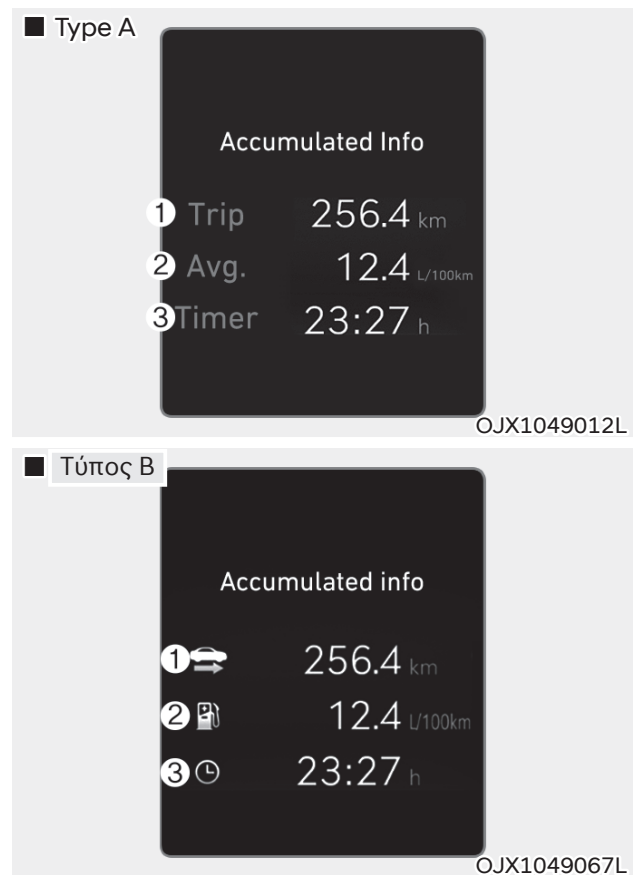 ■ Type A
Accumulated Info
① Trip 256.4 km
② Avg. 12.4 L/100km
③ Timer 23:27 h
OJX1049012L
■ Τύπος Β
Accumulated info
① 256.4 km
② 12.4 L/100km
③ 23:27 h
OJX1049067L